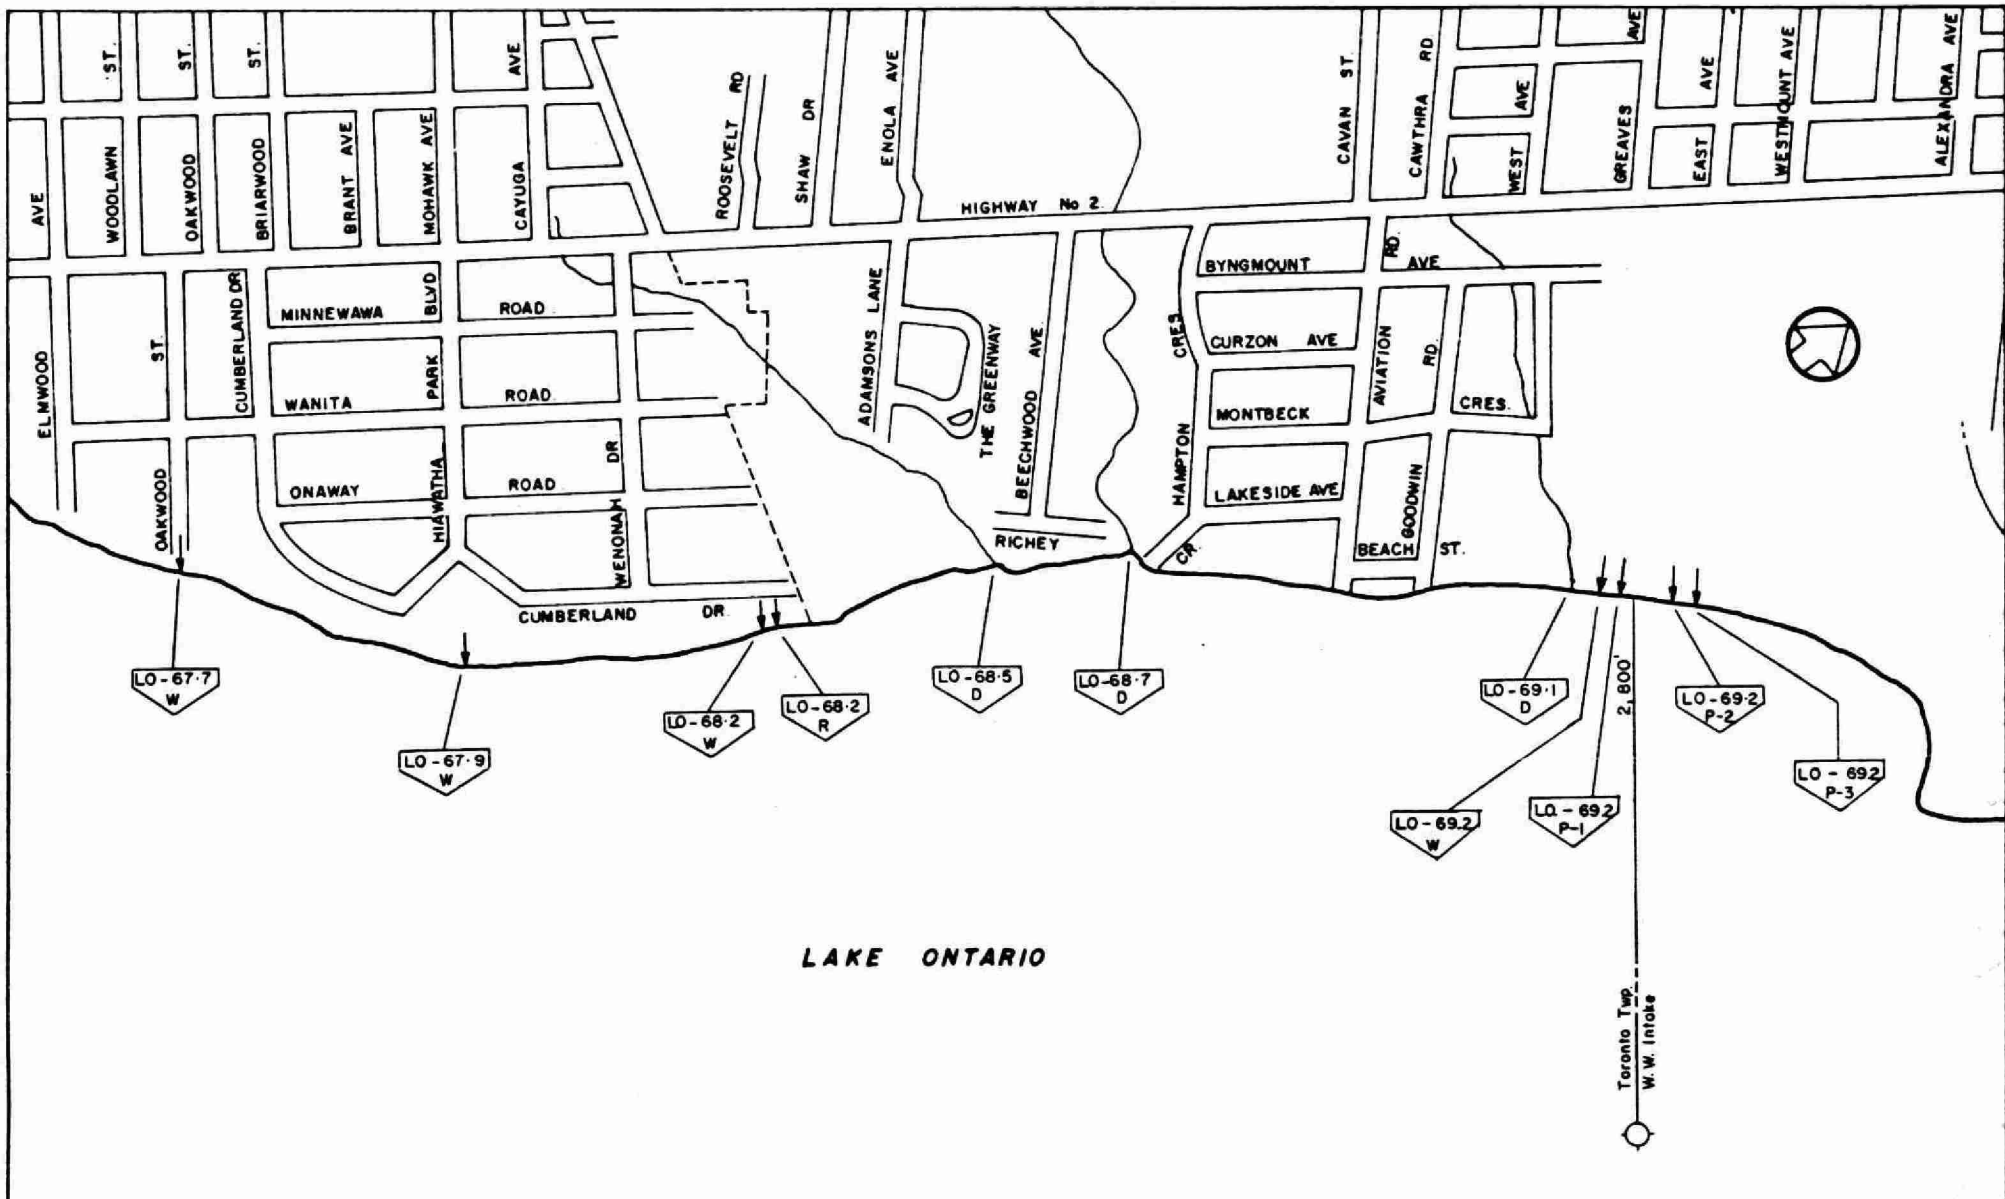 AVE
WOODLAWN ST.
OAKWOOD ST.
BRIARWOOD ST.
BRANT AVE
MOHAWK AVE
CAYUGA AVE
ROOSEVELT RD
SHAW DR
ENOLA AVE
CAVAN ST.
CAWTHRA RD
WEST AVE
GREAVES AVE
EAST AVE
WESTMOUNT AVE
ALEXANDRA AVE
HIGHWAY No 2.
ELMWOOD
OAKWOOD ST.
CUMBERLAND DR
MINNEWAWA ROAD
WANITA ROAD
ONAWAY ROAD
HIAWATHA PARK BLVD
WENONAH DR
CUMBERLAND DR.
ADAMSONS LANE
THE GREENWAY
BEECHWOOD AVE.
RICHEY CR.
HAMPTON CRES.
BYNGMOUNT AVE
CURZON AVE
MONTBECK CRES.
LAKESIDE AVE
AVIATION RD.
GOODWIN RD.
BEACH ST.
LO-67·7
W
LO-67·9
W
LO-68·2
W
LO-68·2
R
LO-68·5
D
LO-68·7
D
LO-69·1
D
LO-69.2
W
LO.-69.2
P-1
LO-69.2
P-2
LO-69.2
P-3
2,800'
LAKE ONTARIO
Toronto Twp.
W.W. Intake